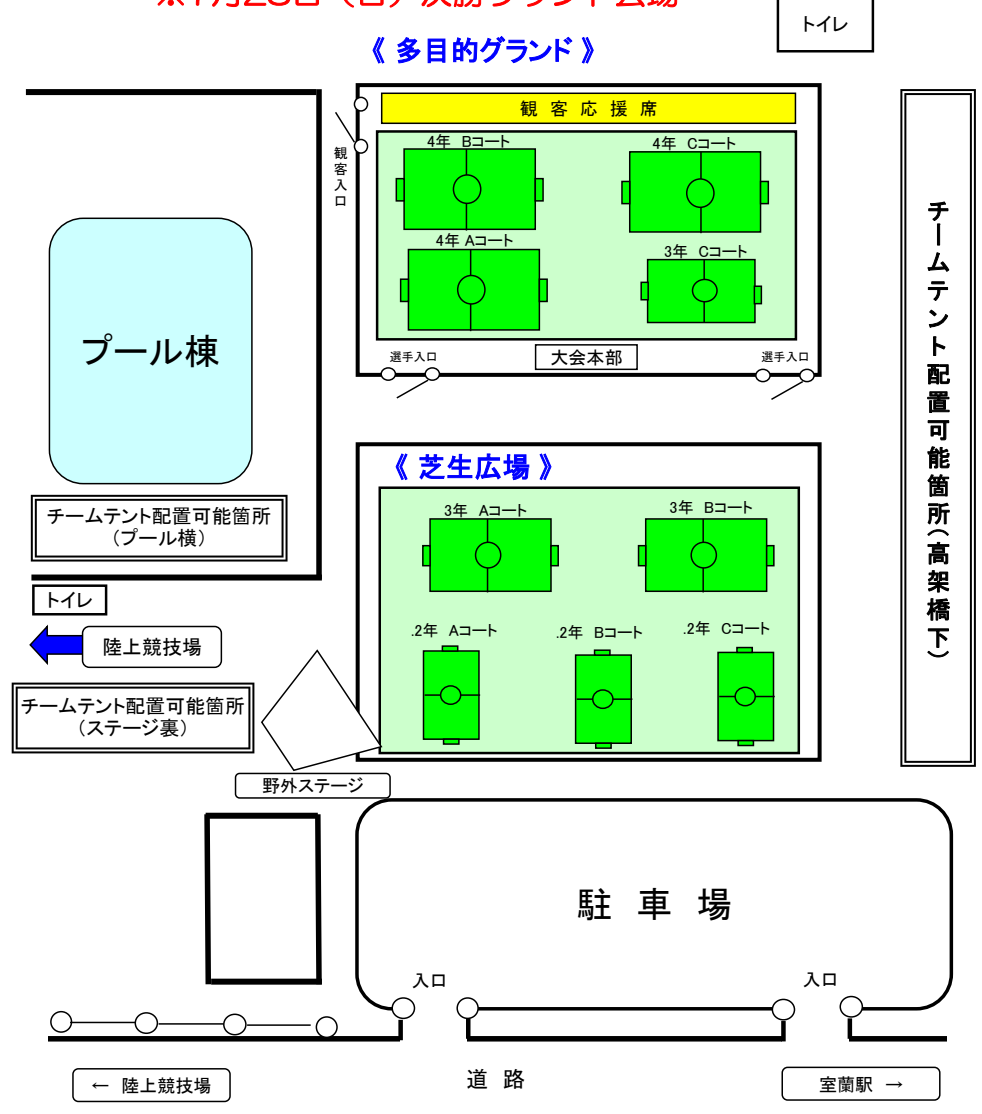 トイレ
《 多目的グランド 》
観 客 応 援 席
観客入口
4年 Bコート
4年 Cコート
4年 Aコート
3年 Cコート
選手入口
大会本部
選手入口
チームテント配置可能箇所(高架橋下)
プール棟
《 芝生広場 》
チームテント配置可能箇所
(プール横)
3年 Aコート
3年 Bコート
トイレ
陸上競技場
.2年 Aコート
.2年 Bコート
.2年 Cコート
チームテント配置可能箇所
(ステージ裏)
野外ステージ
駐 車 場
入口
入口
← 陸上競技場
道 路
室蘭駅 →